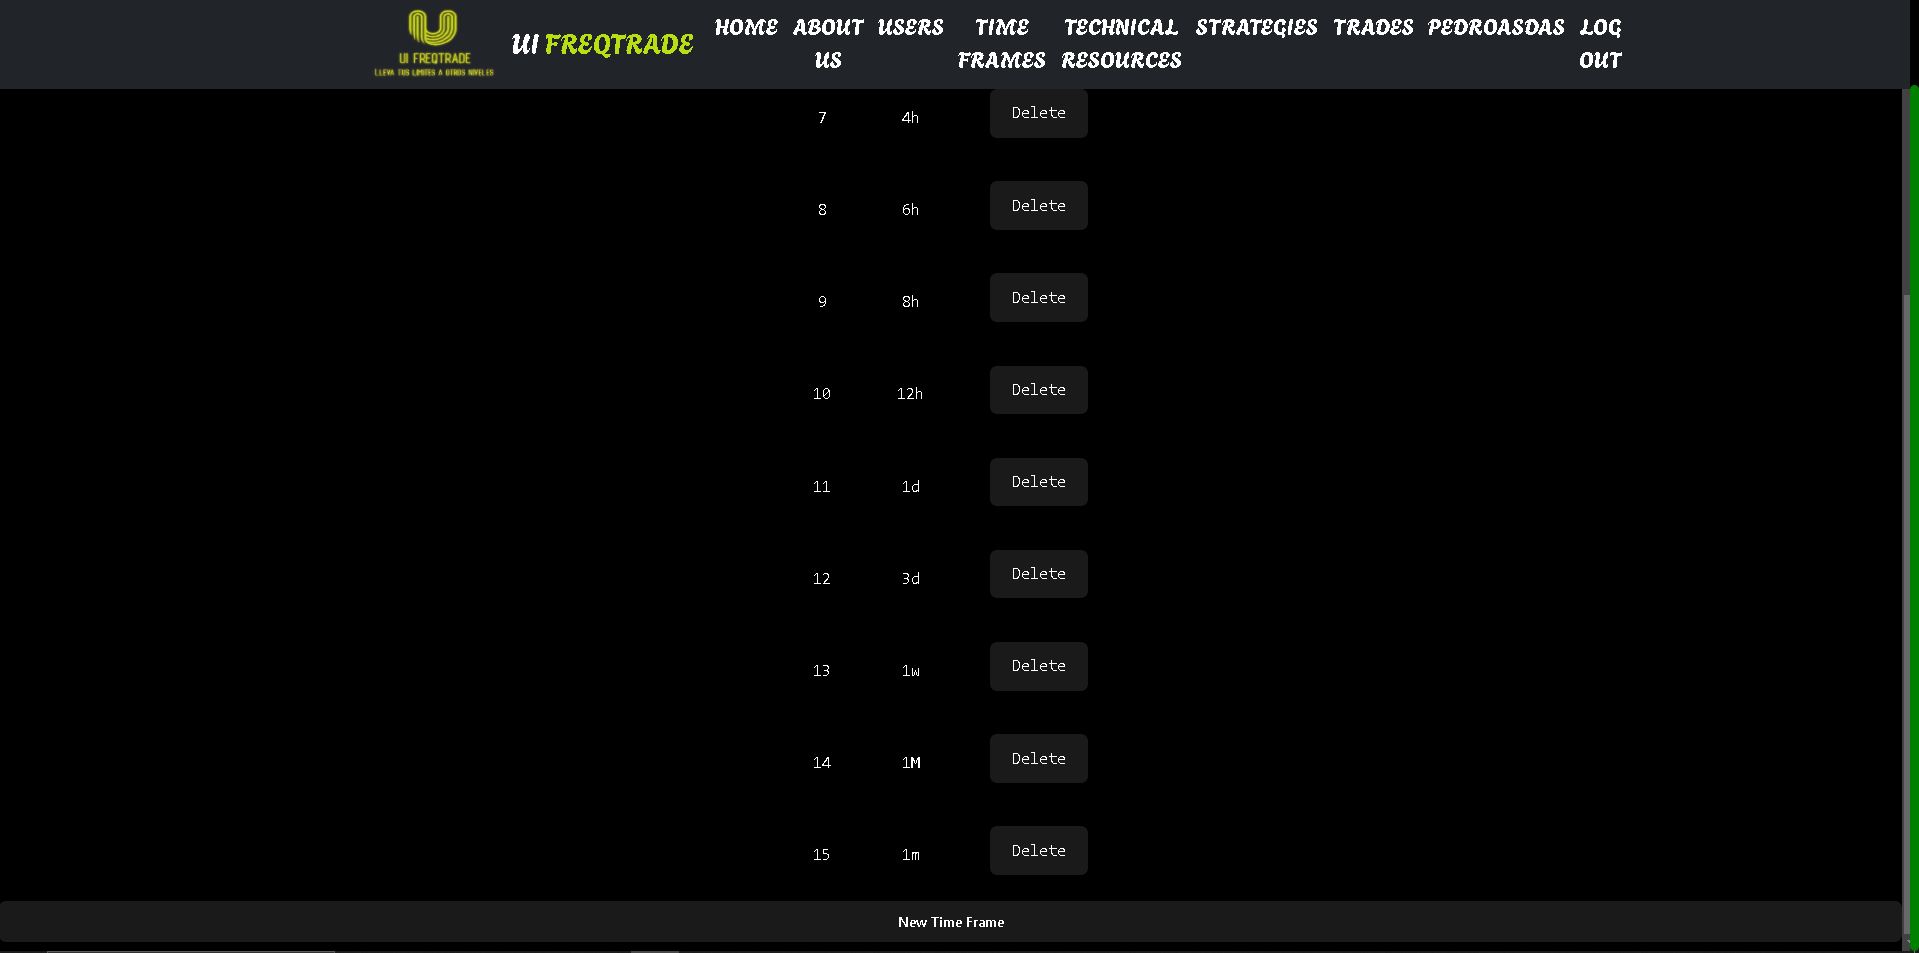 UI FREQTRADE
LLEVA TUS LIMITES A OTROS NIVELES
UI FREQTRADE
HOME ABOUT US USERS TIME FRAMES TECHNICAL RESOURCES STRATEGIES TRADES PEDROASDAS LOG OUT
7 4h Delete
8 6h Delete
9 8h Delete
10 12h Delete
11 1d Delete
12 3d Delete
13 1w Delete
14 1M Delete
15 1m Delete
New Time Frame